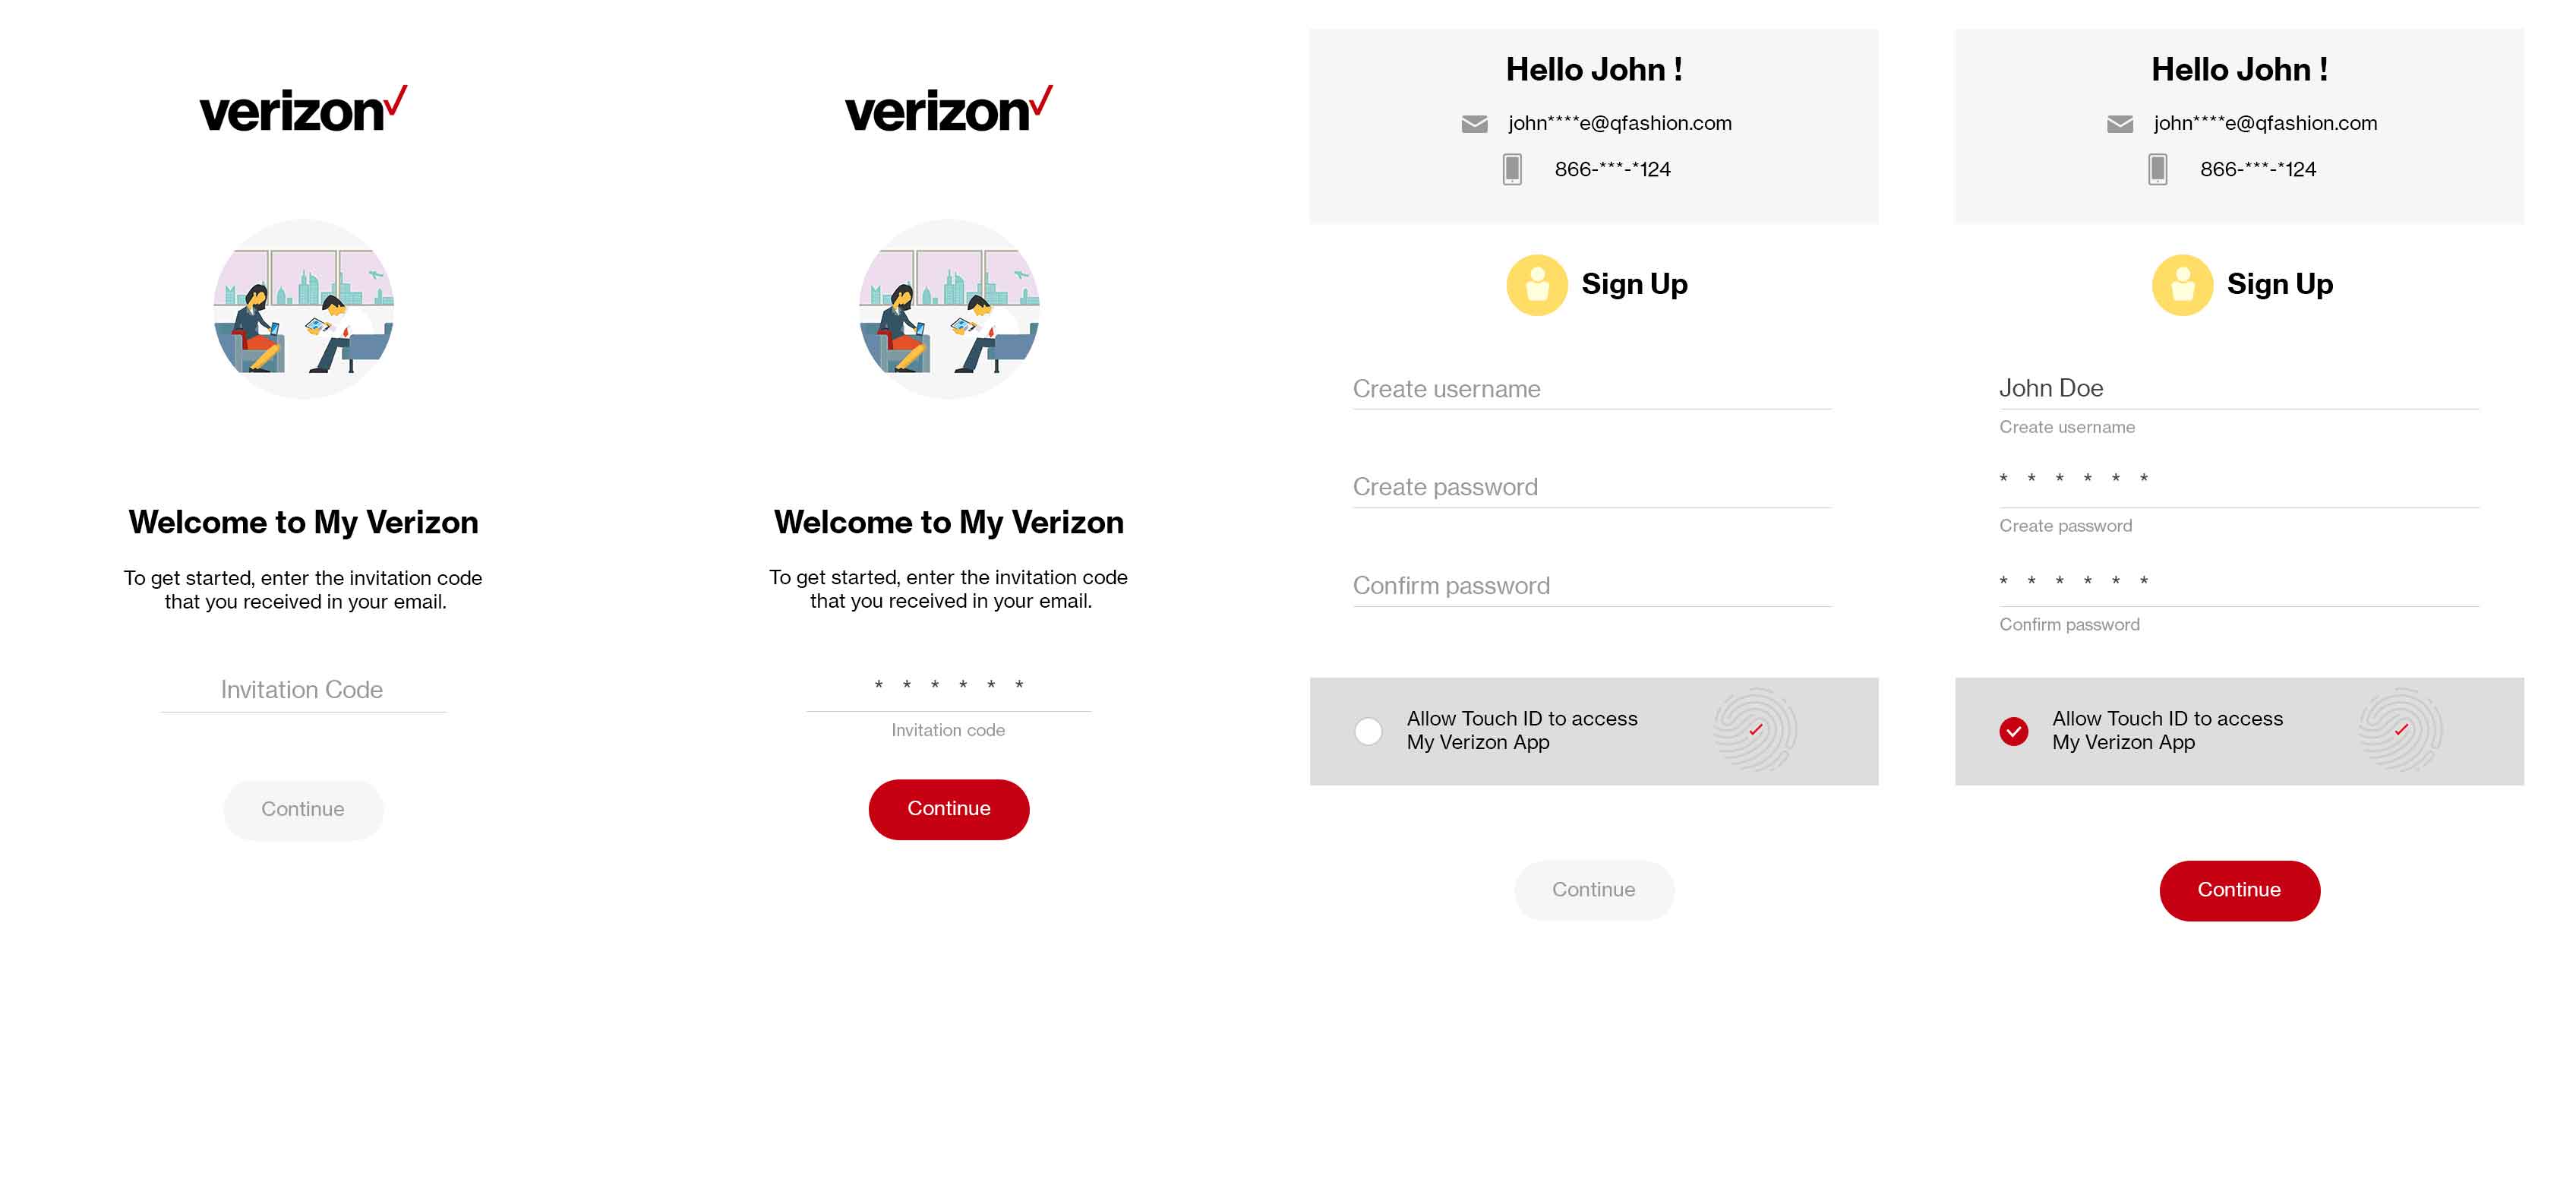 verizon
Welcome to My Verizon
To get started, enter the invitation code
that you received in your email.
Invitation Code
Continue
verizon
Welcome to My Verizon
To get started, enter the invitation code
that you received in your email.
* * * * * *
Invitation code
Continue
Hello John !
john****e@qfashion.com
866-***-*124
Sign Up
Create username
Create password
Confirm password
Allow Touch ID to access
My Verizon App
Continue
Hello John !
john****e@qfashion.com
866-***-*124
Sign Up
John Doe
Create username
* * * * * *
Create password
* * * * * *
Confirm password
Allow Touch ID to access
My Verizon App
Continue